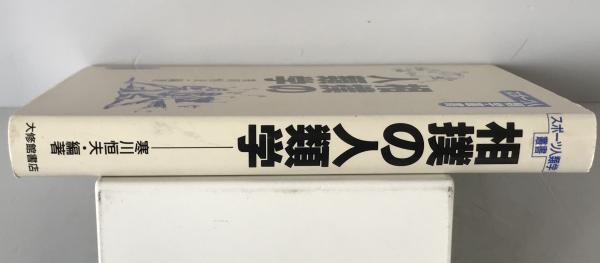 スポーツ人類学
叢書
相撲の人類学
寒川恒夫・編著
大修館書店
相撲の
人類学